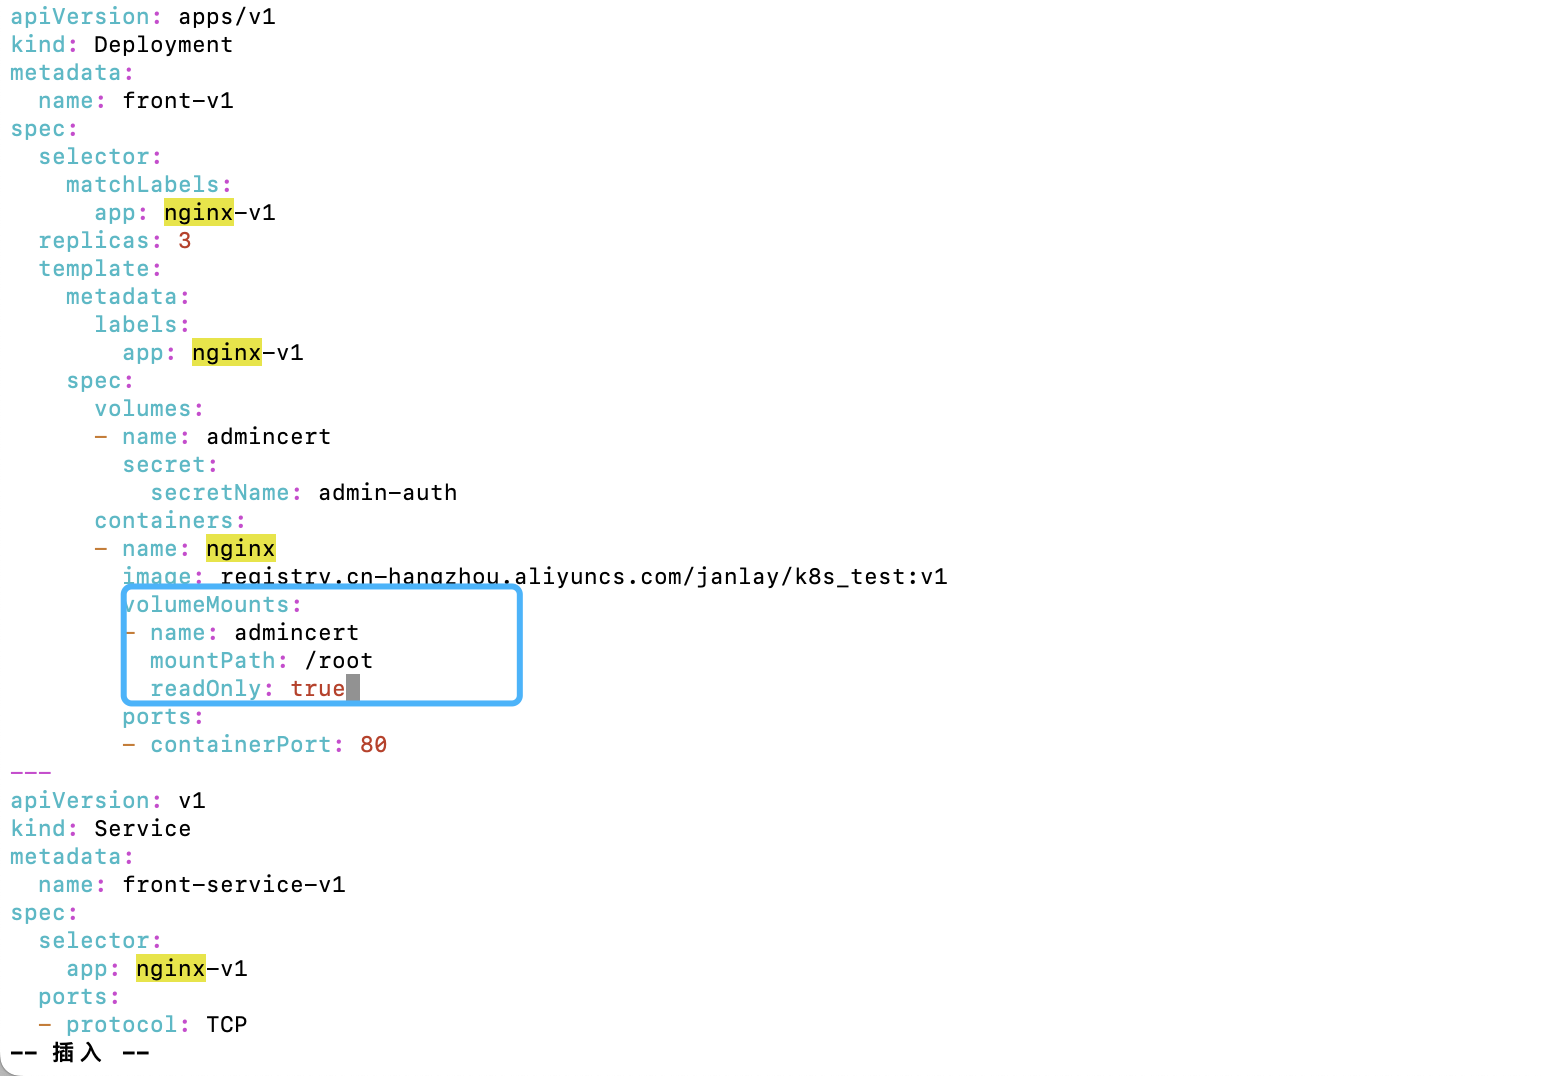 apiVersion: apps/v1
kind: Deployment
metadata:
  name: front-v1
spec:
  selector:
    matchLabels:
      app: nginx-v1
  replicas: 3
  template:
    metadata:
      labels:
        app: nginx-v1
    spec:
      volumes:
      - name: admincert
        secret:
          secretName: admin-auth
      containers:
      - name: nginx
        image: registry.cn-hangzhou.aliyuncs.com/janlay/k8s_test:v1
        volumeMounts:
        - name: admincert
          mountPath: /root
          readOnly: true
        ports:
        - containerPort: 80
---
apiVersion: v1
kind: Service
metadata:
  name: front-service-v1
spec:
  selector:
    app: nginx-v1
  ports:
  - protocol: TCP
-- 插入 --